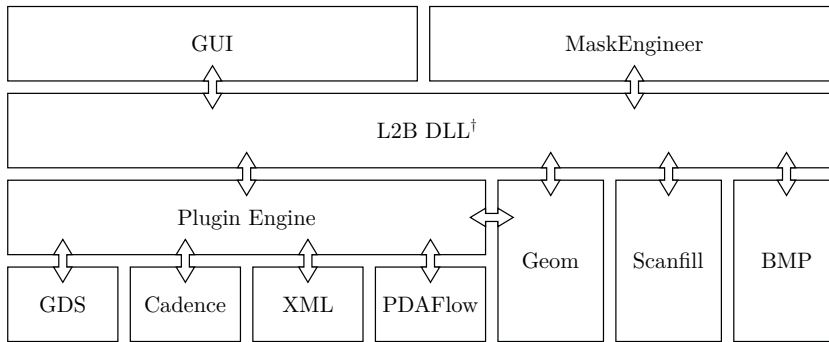 GUI
MaskEngineer
L2B DLL†
Plugin Engine
Geom
Scanfill
BMP
GDS
Cadence
XML
PDAFlow